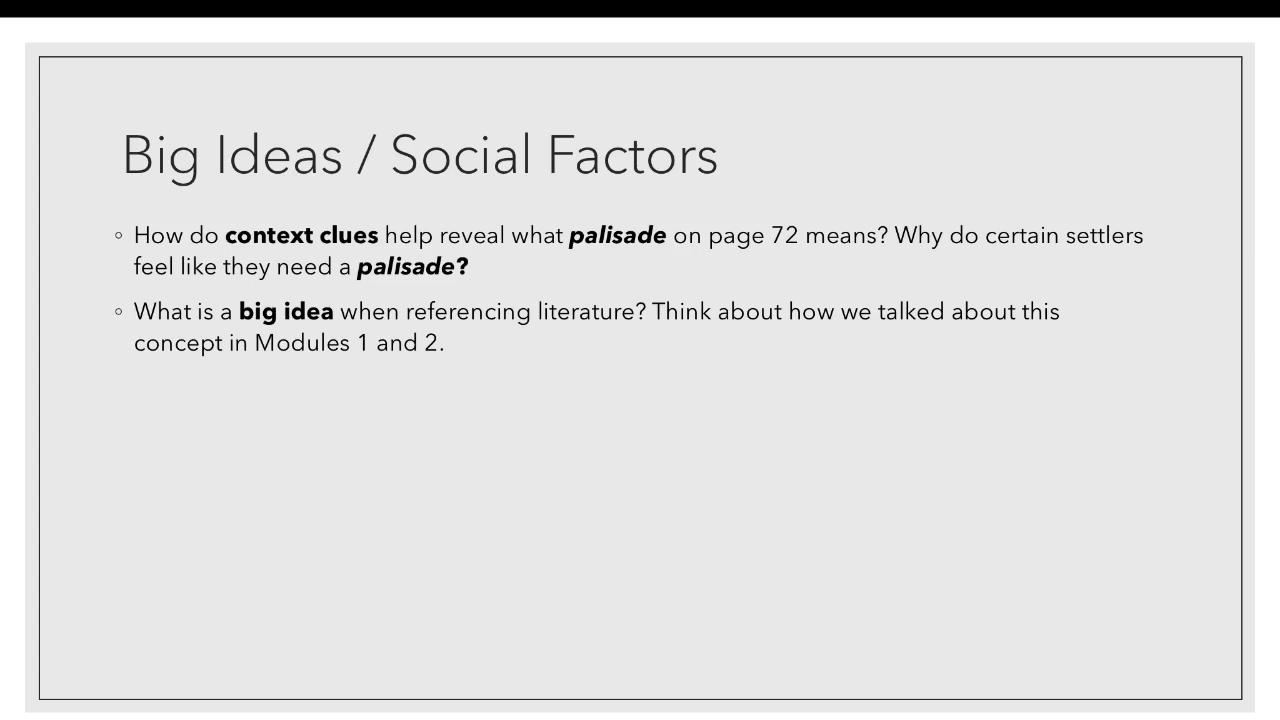 Big Ideas / Social Factors
◦ How do context clues help reveal what palisade on page 72 means? Why do certain settlers
feel like they need a palisade?
◦ What is a big idea when referencing literature? Think about how we talked about this
concept in Modules 1 and 2.